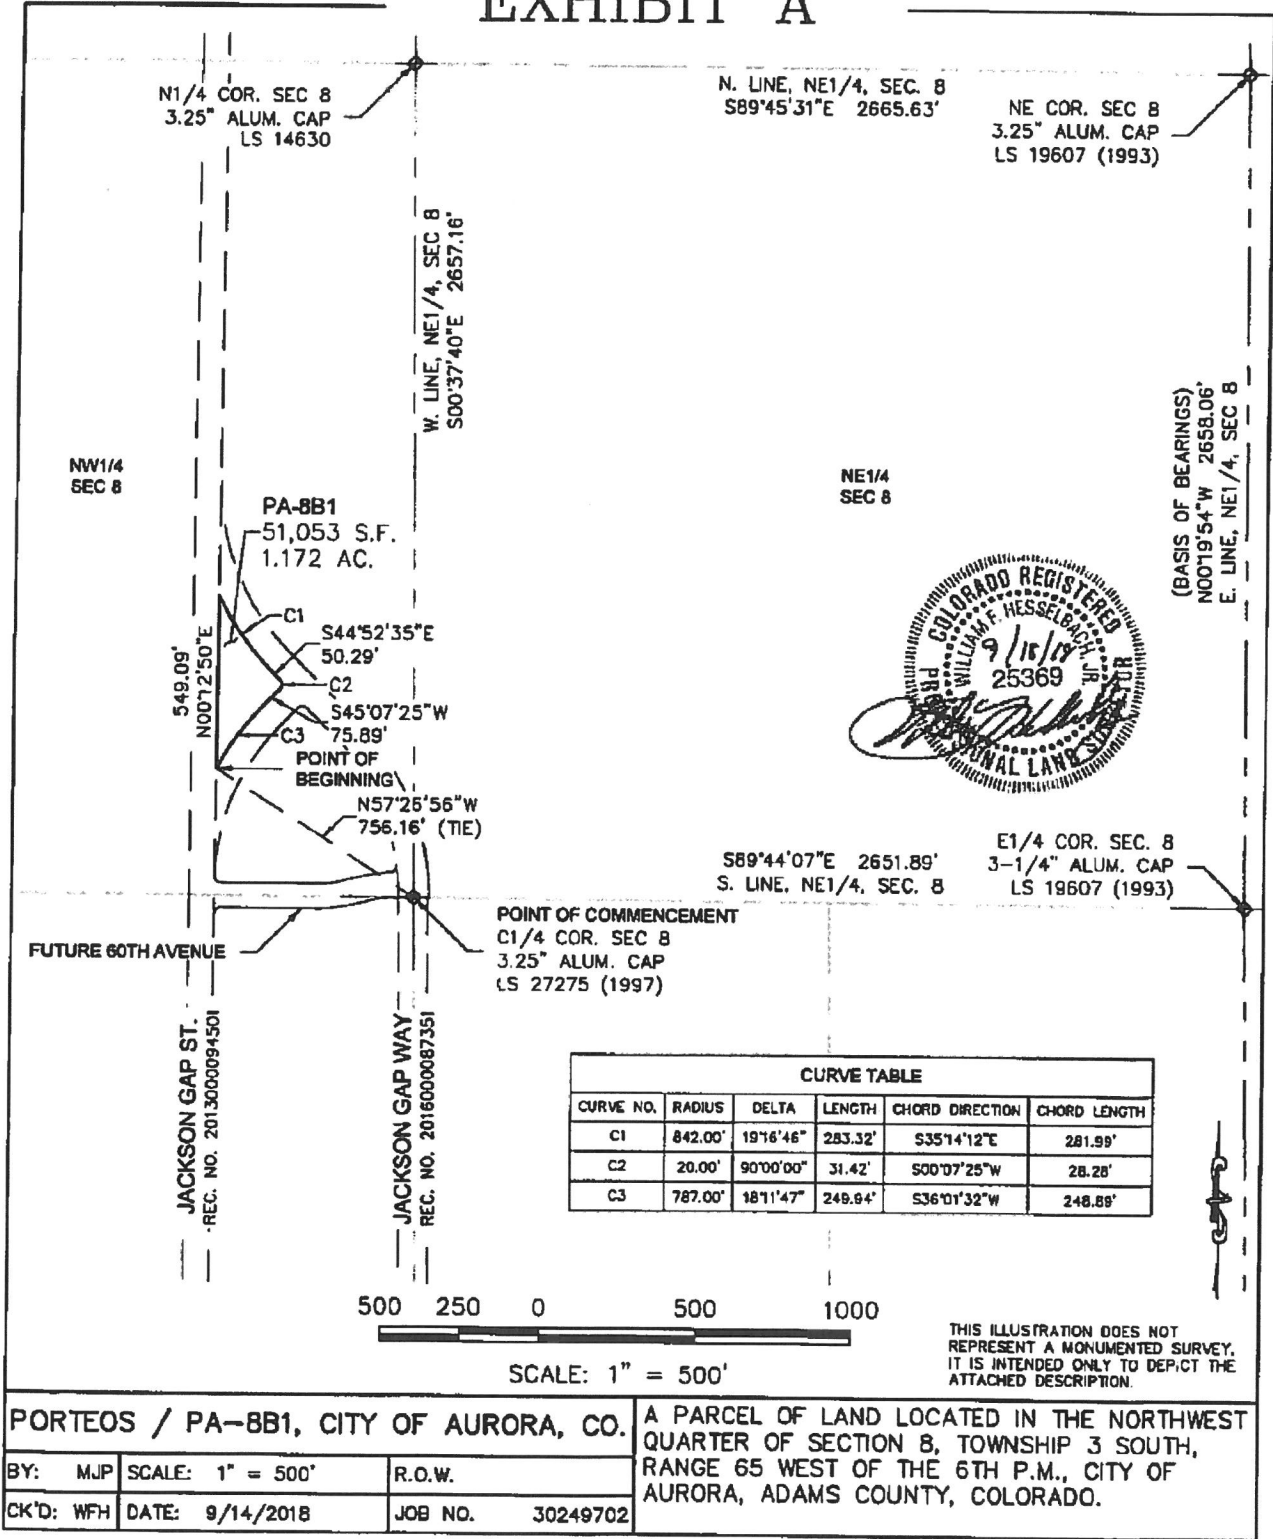 EXHIBIT A
N1/4 COR. SEC 8
3.25" ALUM. CAP
LS 14630
N. LINE, NE1/4, SEC. 8
S89°45'31"E 2665.63'
NE COR. SEC 8
3.25" ALUM. CAP
LS 19607 (1993)
W. LINE, NE1/4, SEC 8
S00°37'40"E 2657.16'
(BASIS OF BEARINGS)
N00°19'54"W 2658.06'
E. LINE, NE1/4, SEC 8
NW1/4
SEC 8
NE1/4
SEC 8
PA-8B1
51,053 S.F.
1.172 AC.
C1
S44°52'35"E
50.29'
C2
S45°07'25"W
75.89'
C3
549.09'
N00°12'50"E
POINT OF
BEGINNING
N57°26'56"W
756.16' (TIE)
COLORADO REGISTERED
WILLIAM F. HESSELBACH, JR.
25369
PROFESSIONAL LAND SURVEYOR
E1/4 COR. SEC. 8
3-1/4" ALUM. CAP
LS 19607 (1993)
S89°44'07"E 2651.89'
S. LINE, NE1/4, SEC. 8
POINT OF COMMENCEMENT
C1/4 COR. SEC 8
3.25" ALUM. CAP
LS 27275 (1997)
FUTURE 60TH AVENUE
JACKSON GAP ST.
REC. NO. 2013000094501
JACKSON GAP WAY
REC. NO. 2016000087351
CURVE TABLE
CURVE NO. RADIUS DELTA LENGTH CHORD DIRECTION CHORD LENGTH
C1 842.00' 19°16'46" 283.32' S35°14'12"E 281.99'
C2 20.00' 90°00'00" 31.42' S00°07'25"W 28.28'
C3 787.00' 18°11'47" 249.94' S36°01'32"W 248.89'
500 250 0 500 1000
SCALE: 1" = 500'
THIS ILLUSTRATION DOES NOT
REPRESENT A MONUMENTED SURVEY.
IT IS INTENDED ONLY TO DEPICT THE
ATTACHED DESCRIPTION.
PORTEOS / PA-8B1, CITY OF AURORA, CO.
BY: MJP SCALE: 1" = 500' R.O.W.
CK'D: WFH DATE: 9/14/2018 JOB NO. 30249702
A PARCEL OF LAND LOCATED IN THE NORTHWEST
QUARTER OF SECTION 8, TOWNSHIP 3 SOUTH,
RANGE 65 WEST OF THE 6TH P.M., CITY OF
AURORA, ADAMS COUNTY, COLORADO.